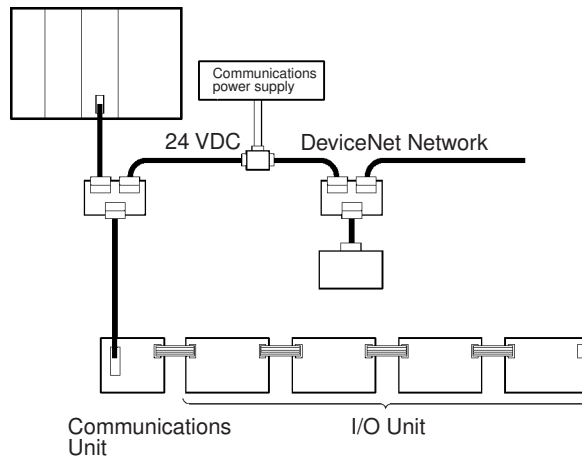 Communications
power supply
24 VDC
DeviceNet Network
Communications
Unit
I/O Unit